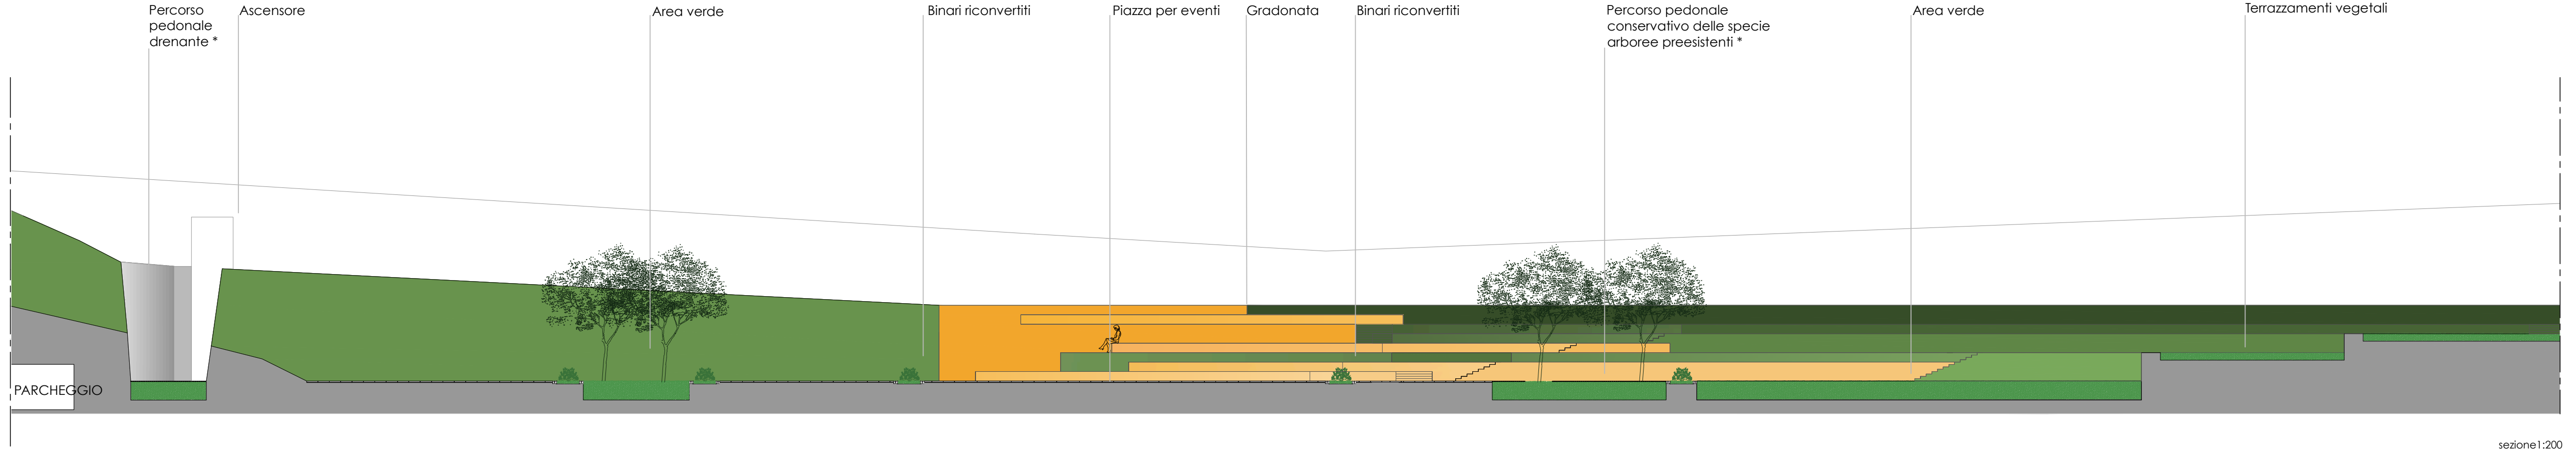 Percorso
pedonale
drenante *
Ascensore
Area verde
Binari riconvertiti
Piazza per eventi
Gradonata
Binari riconvertiti
Percorso pedonale
conservativo delle specie
arboree preesistenti *
Area verde
Terrazzamenti vegetali
PARCHEGGIO
sezione1:200